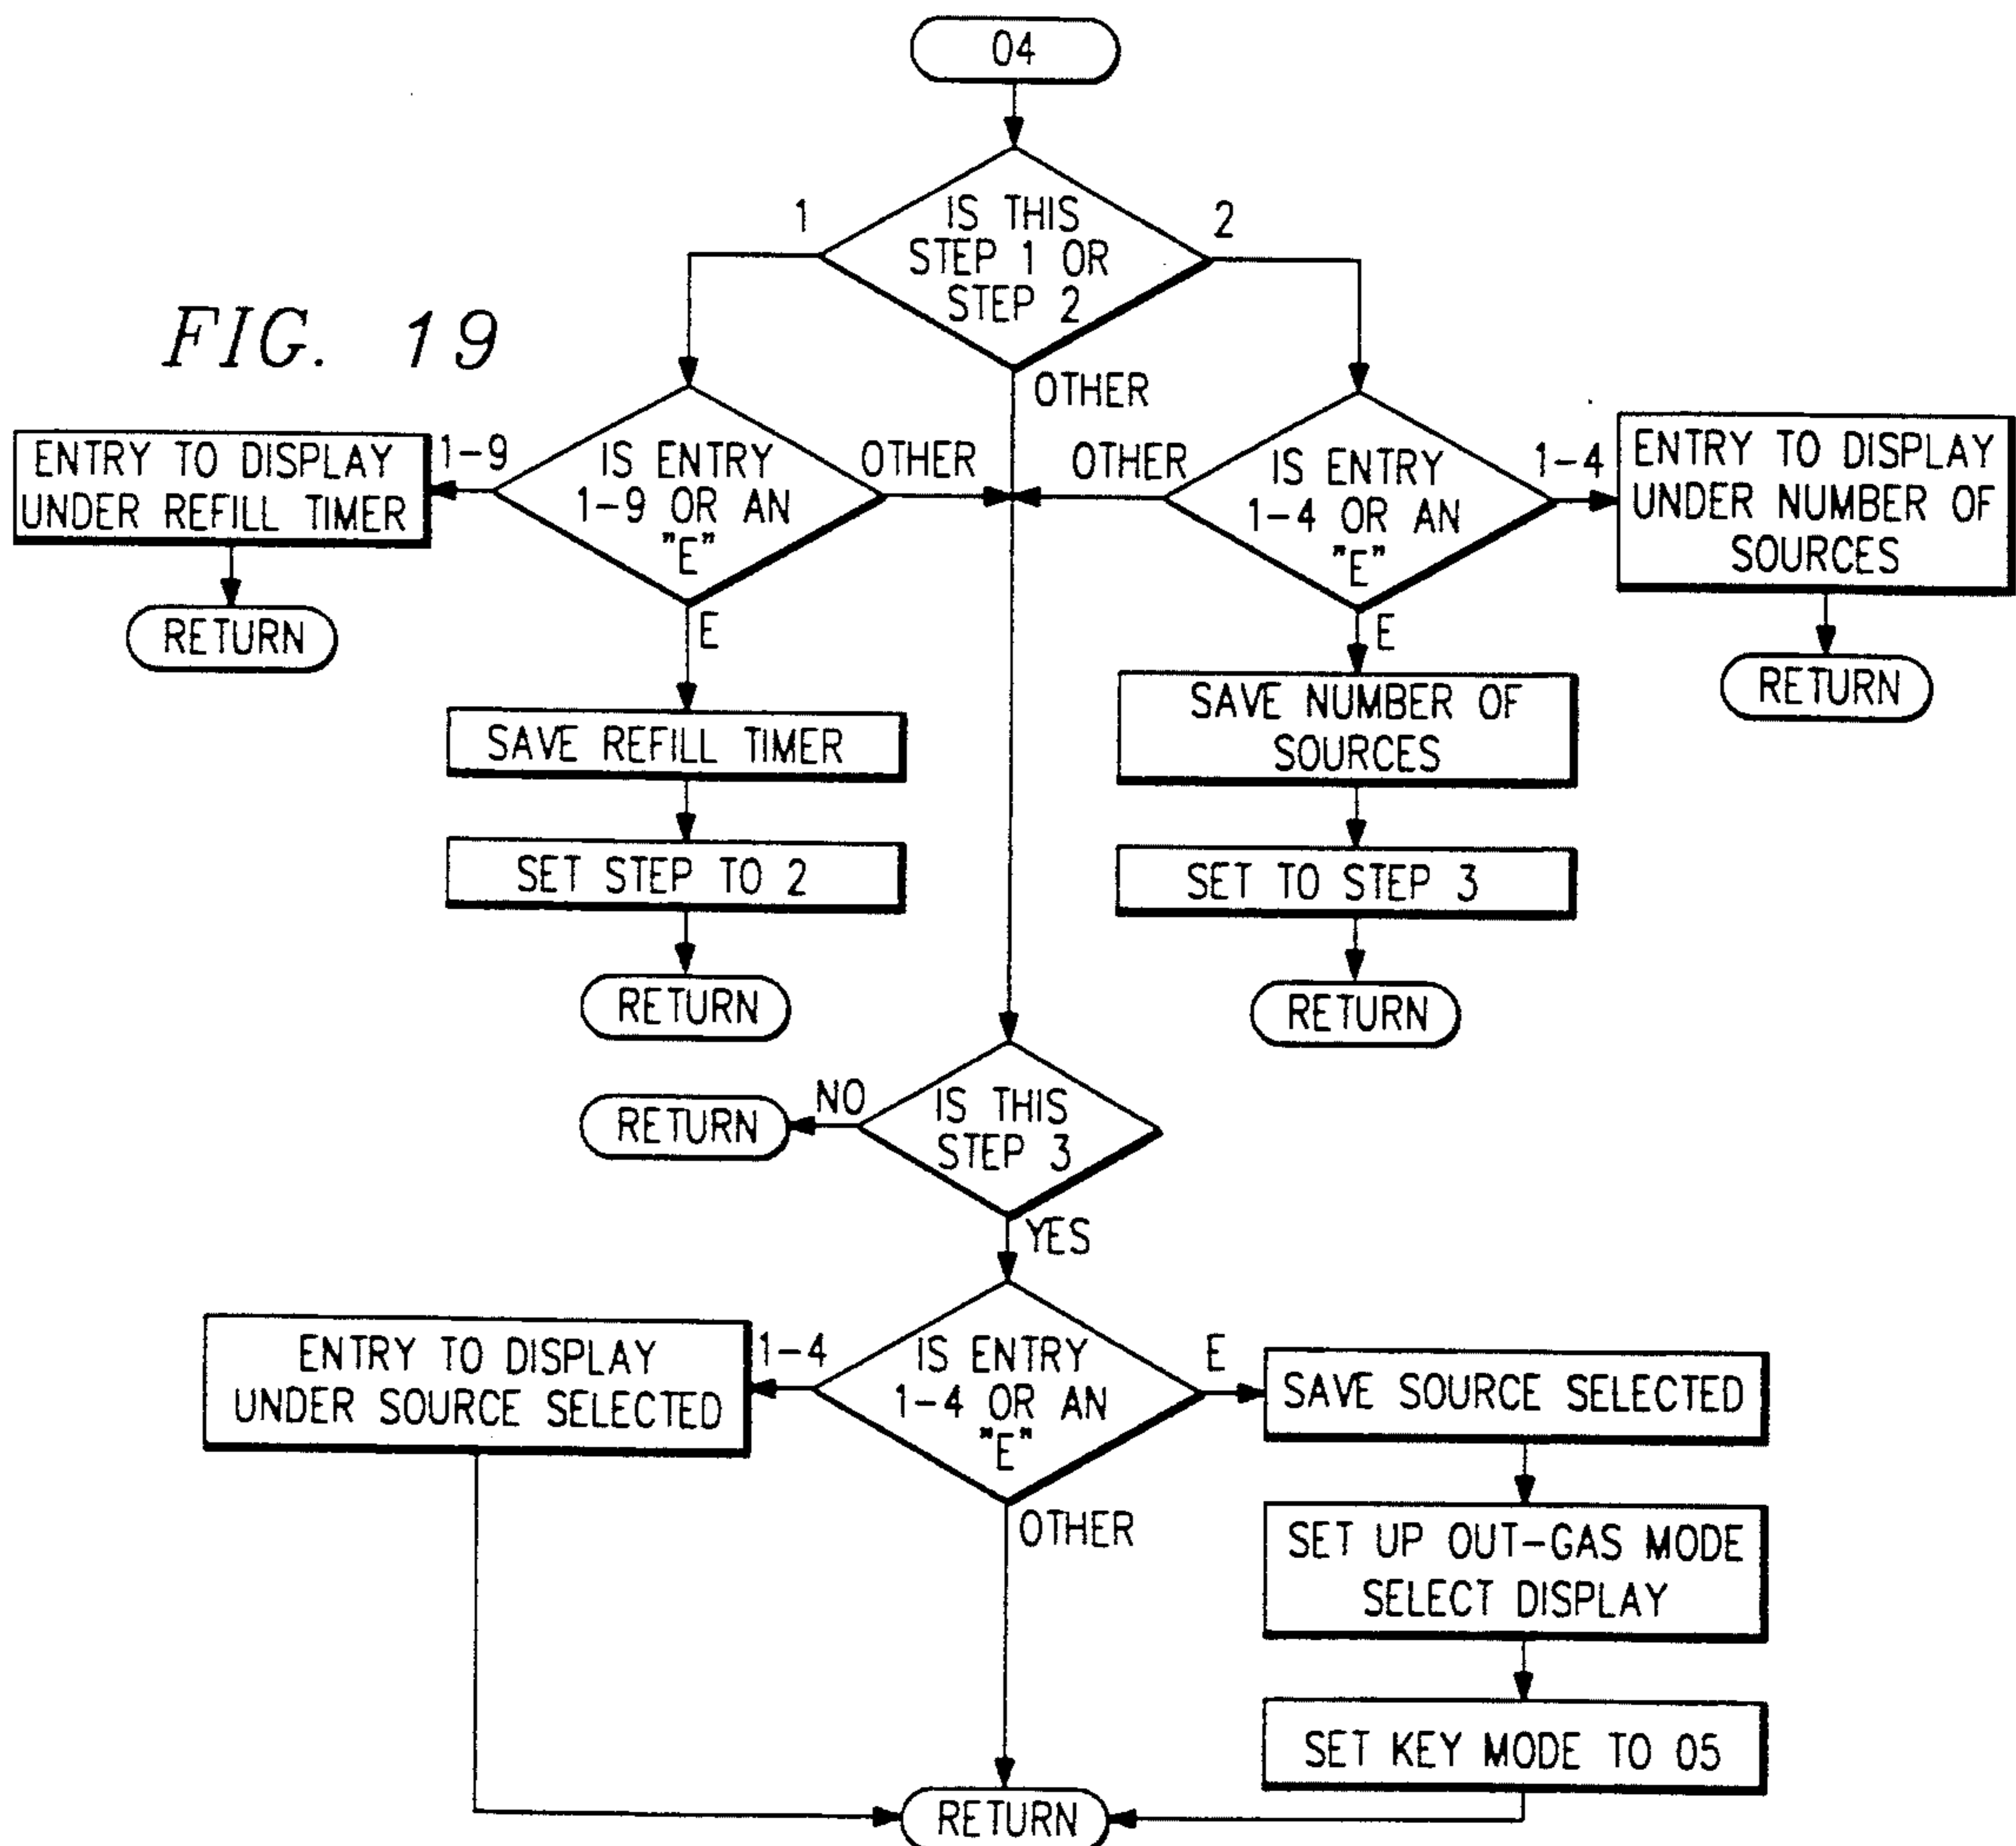 04
IS THIS
STEP 1 OR
STEP 2
1
2
OTHER
FIG. 19
ENTRY TO DISPLAY
UNDER REFILL TIMER
1-9
IS ENTRY
1-9 OR AN
"E"
OTHER
OTHER
IS ENTRY
1-4 OR AN
"E"
1-4
ENTRY TO DISPLAY
UNDER NUMBER OF
SOURCES
RETURN
E
E
RETURN
SAVE REFILL TIMER
SAVE NUMBER OF
SOURCES
SET STEP TO 2
SET TO STEP 3
RETURN
RETURN
RETURN
NO
IS THIS
STEP 3
YES
ENTRY TO DISPLAY
UNDER SOURCE SELECTED
1-4
IS ENTRY
1-4 OR AN
"E"
E
SAVE SOURCE SELECTED
OTHER
SET UP OUT-GAS MODE
SELECT DISPLAY
SET KEY MODE TO 05
RETURN